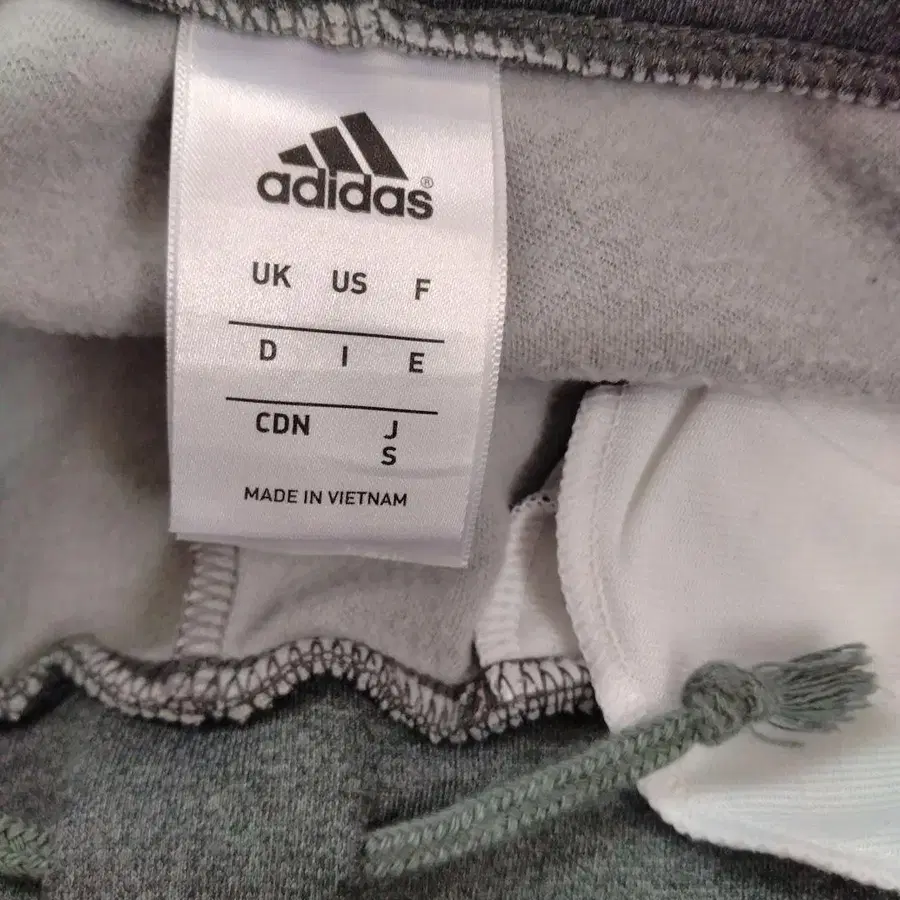 adidas®
UK US F
D I E
CDN J
S
MADE IN VIETNAM